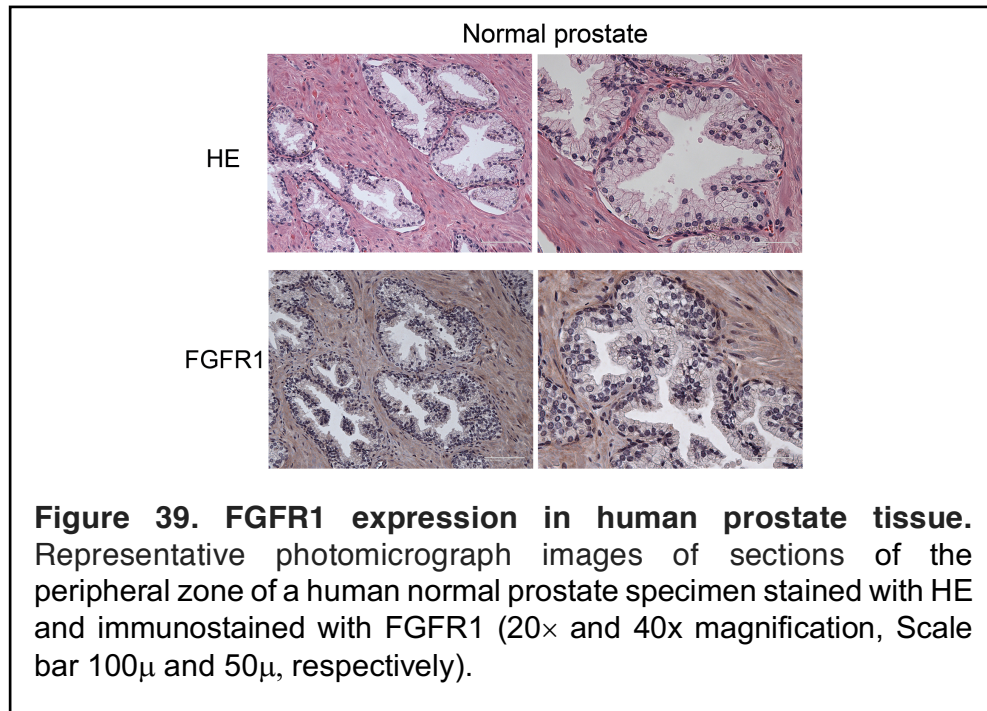 Normal prostate
HE
FGFR1
Figure 39. FGFR1 expression in human prostate tissue.
Representative photomicrograph images of sections of the
peripheral zone of a human normal prostate specimen stained with HE
and immunostained with FGFR1 (20× and 40x magnification, Scale
bar 100μ and 50μ, respectively).